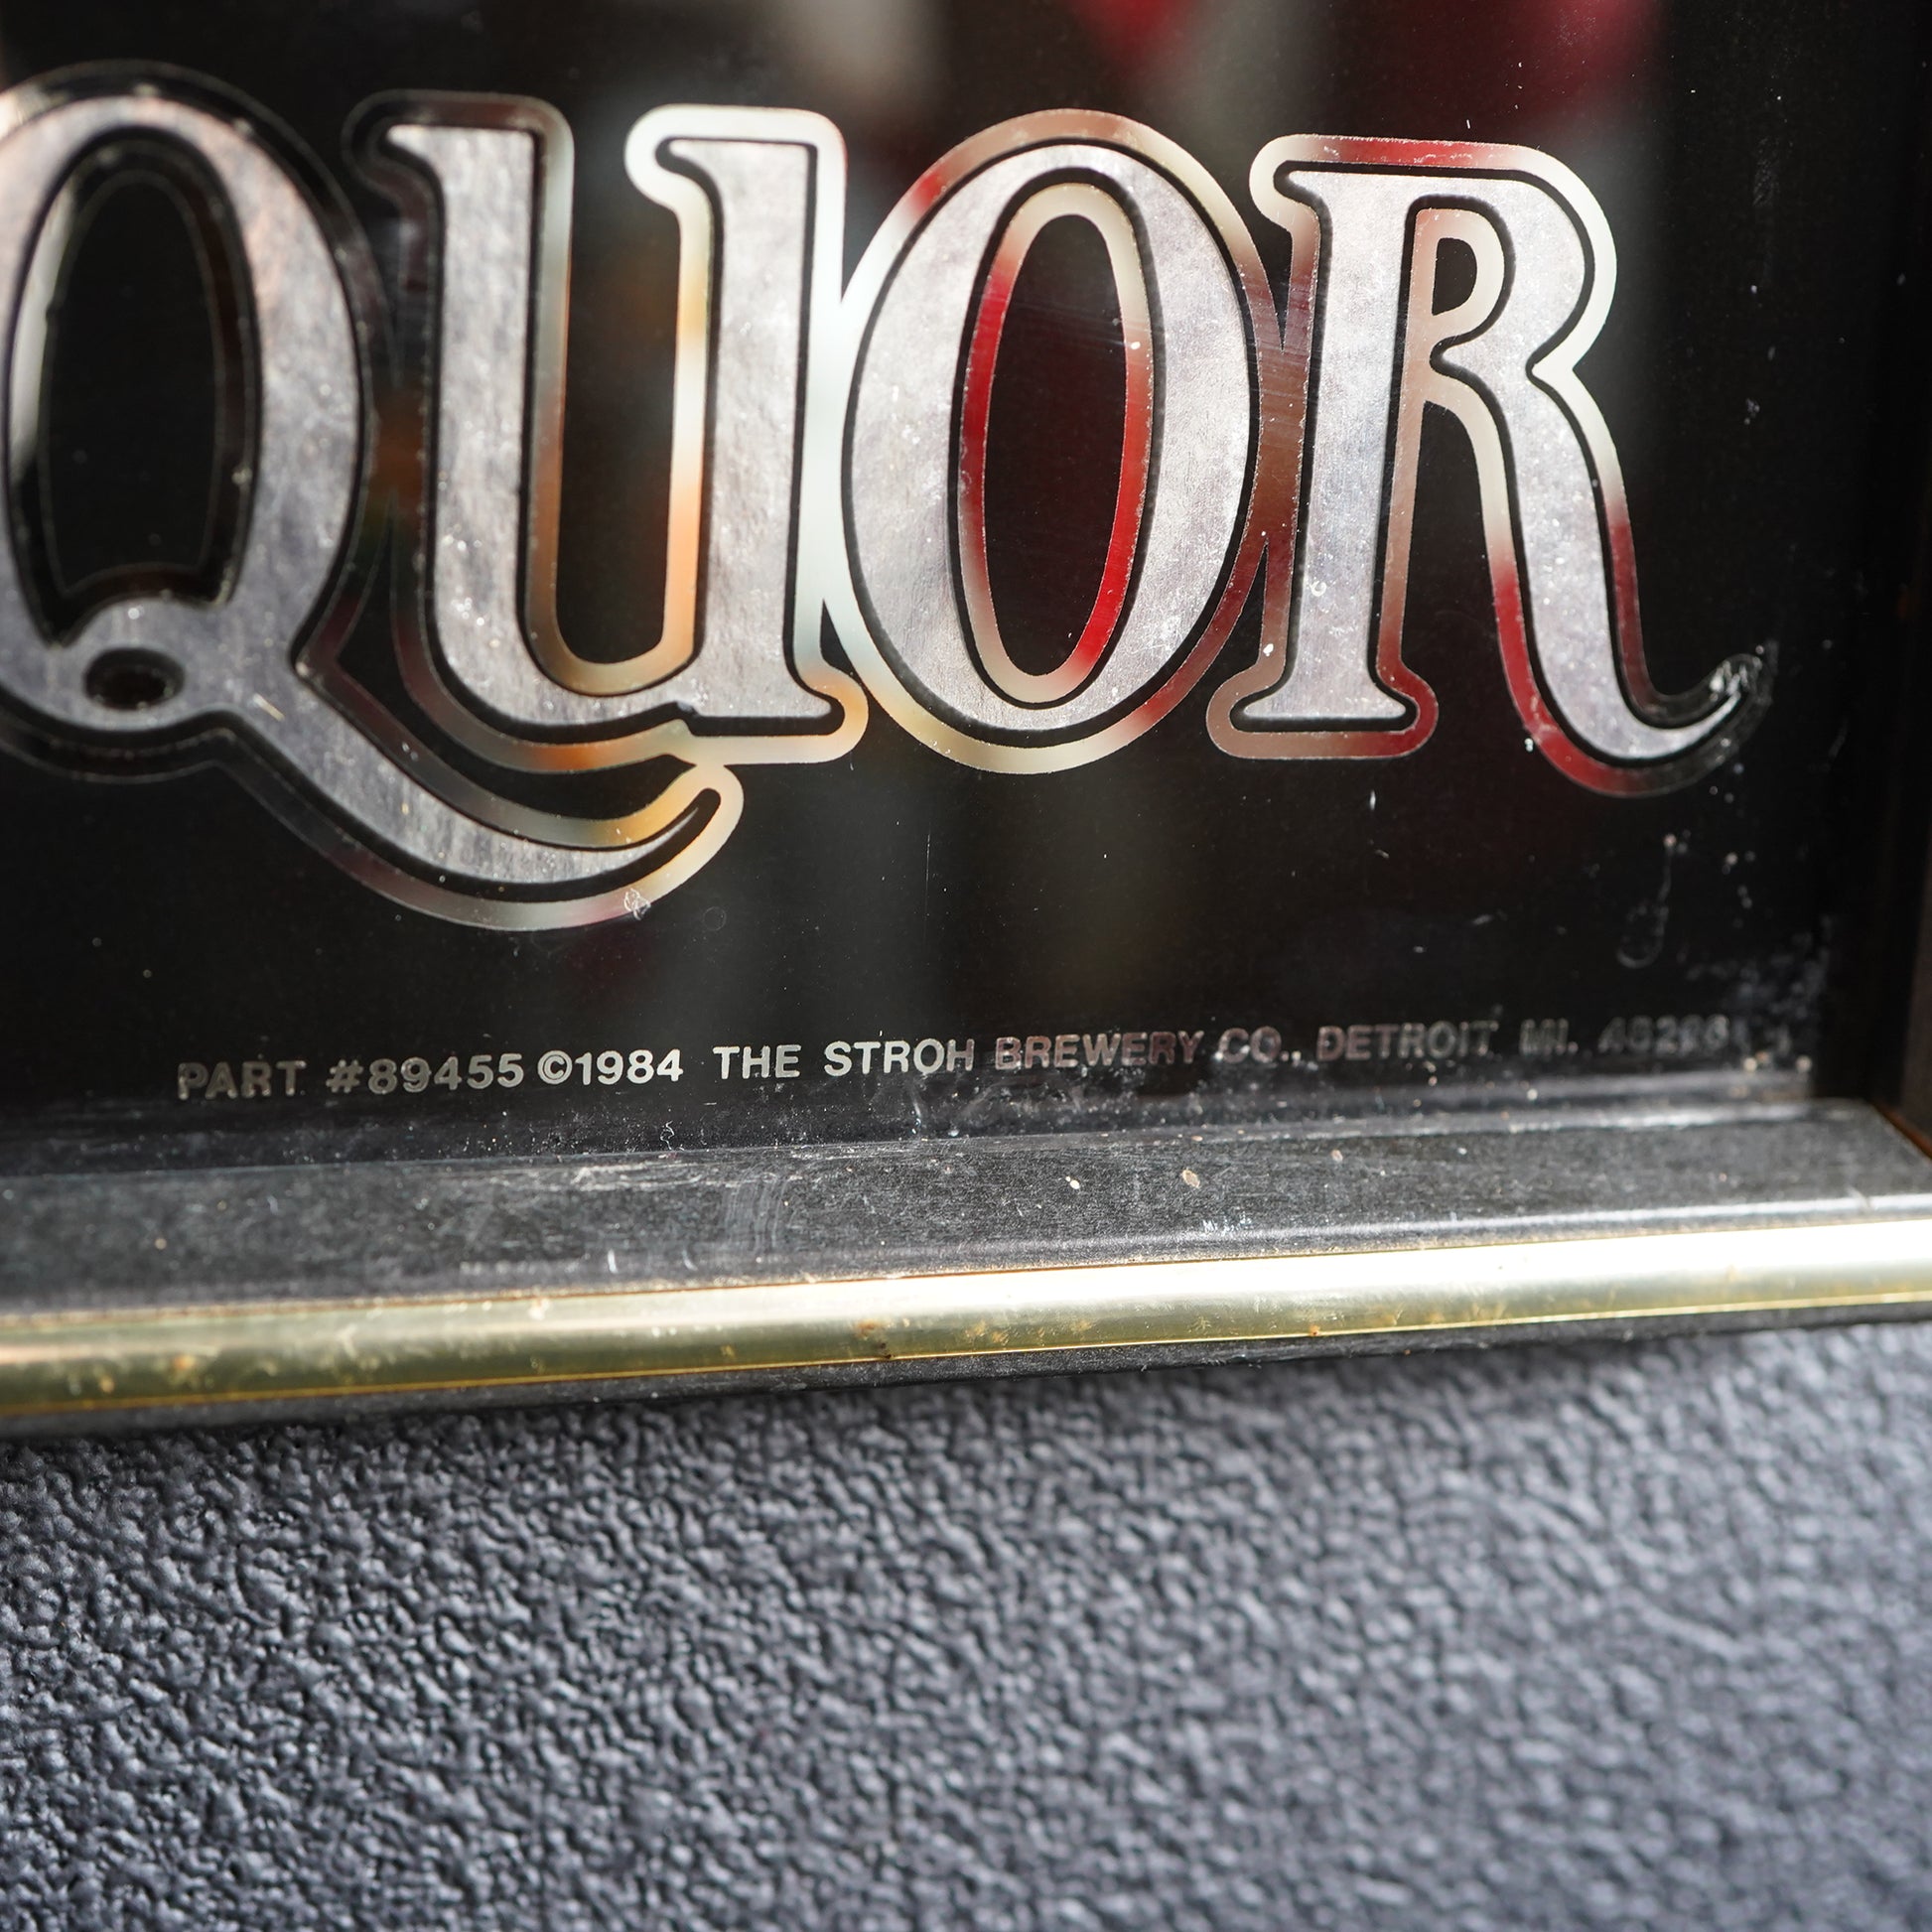 QUOR
PART #89455 ©1984 THE STROH BREWERY CO., DETROIT MI.